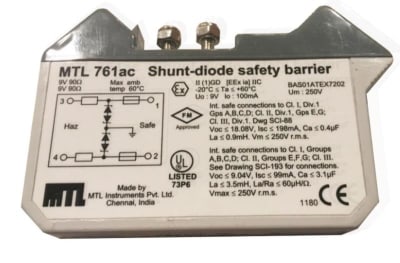 MTL 761ac Shunt-diode safety barrier
9V 90Ω Max amb
9V 90Ω temp 60°C
II (1)GD [EEx ia] IIC
-20°C ≤ Ta ≤ +60°C
Uo : 9V Io : 100mA
BAS01ATEX7202
Um : 250V
3 1
Haz Safe
4 2
Ex
FM
Approved
Int. safe connections to Cl. I, Div.1
Gps A,B,C,D; Cl. II, Div.1 Gps E,G;
Cl. III, Div.1. Dwg SCI-88
Voc = 18.08V, Isc = 198mA, Ca ≤ 0.4µF
La ≤ 0.9mH, Vm ≤ 250V r.m.s.
UL
LISTED
73P6
Int. safe connections to Cl. I, Groups
A,B,C,D; Cl. II, Groups E,F,G; Cl. III.
See Drawing SCI-193 for connections.
Voc ≤ 9.04V, Isc ≤ 99mA, Ca ≤ 3.1µF
La ≤ 3.5mH, La/Ra ≤ 60µH/Ω.
Vmax ≤ 250V r.m.s.
1180 CE
MTL
Made by
MTL Instruments Pvt. Ltd.
Chennai, India